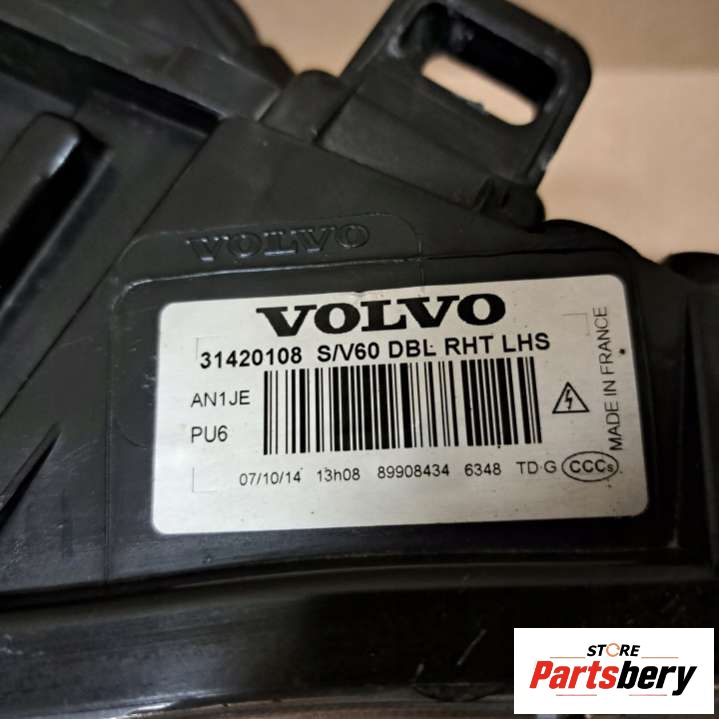 VOLVO
VOLVO
31420108 S/V60 DBL RHT LHS
AN1JE
PU6
MADE IN FRANCE
07/10/14 13h08 89908434 6348 TD-G CCCs
STORE
Partsbery